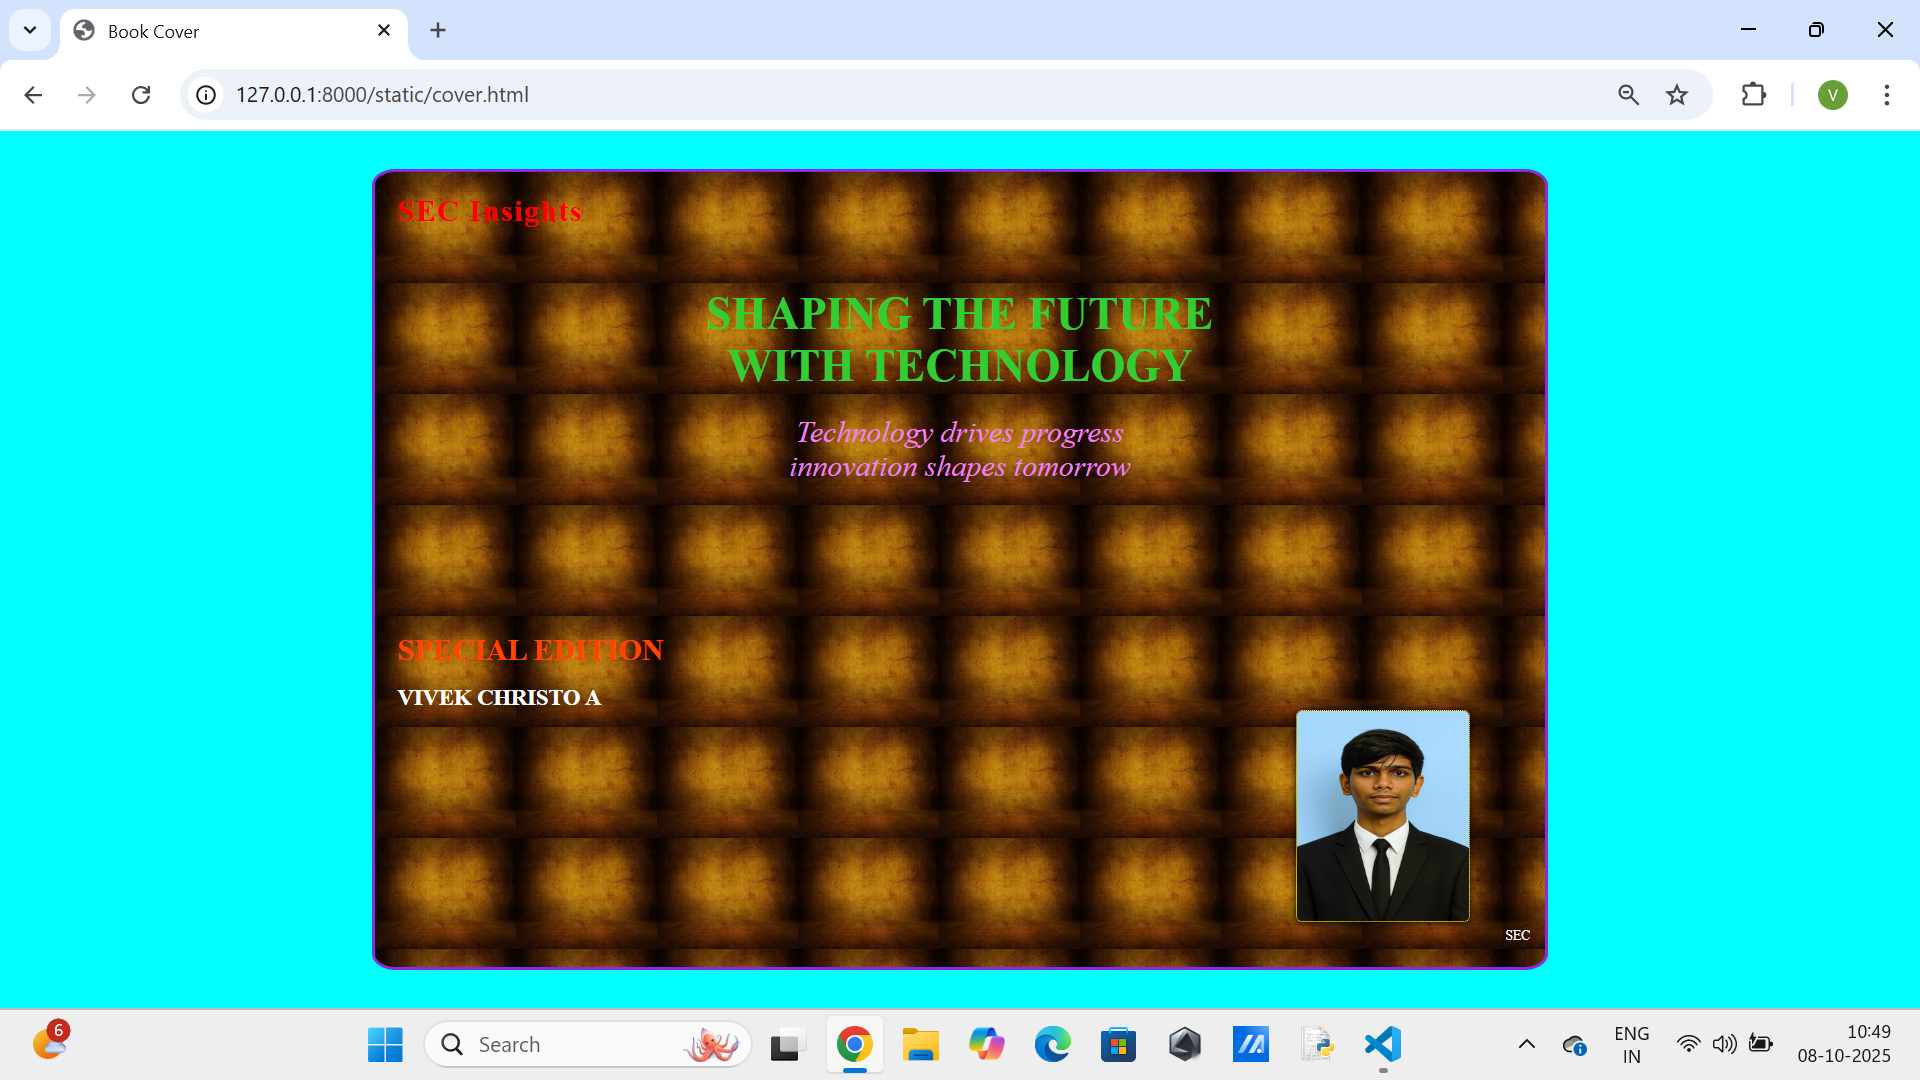 Book Cover
127.0.0.1:8000/static/cover.html
V
SEC Insights
SHAPING THE FUTURE
WITH TECHNOLOGY
Technology drives progress
innovation shapes tomorrow
SPECIAL EDITION
VIVEK CHRISTO A
SEC
6
Search
ENG
IN
10:49
08-10-2025